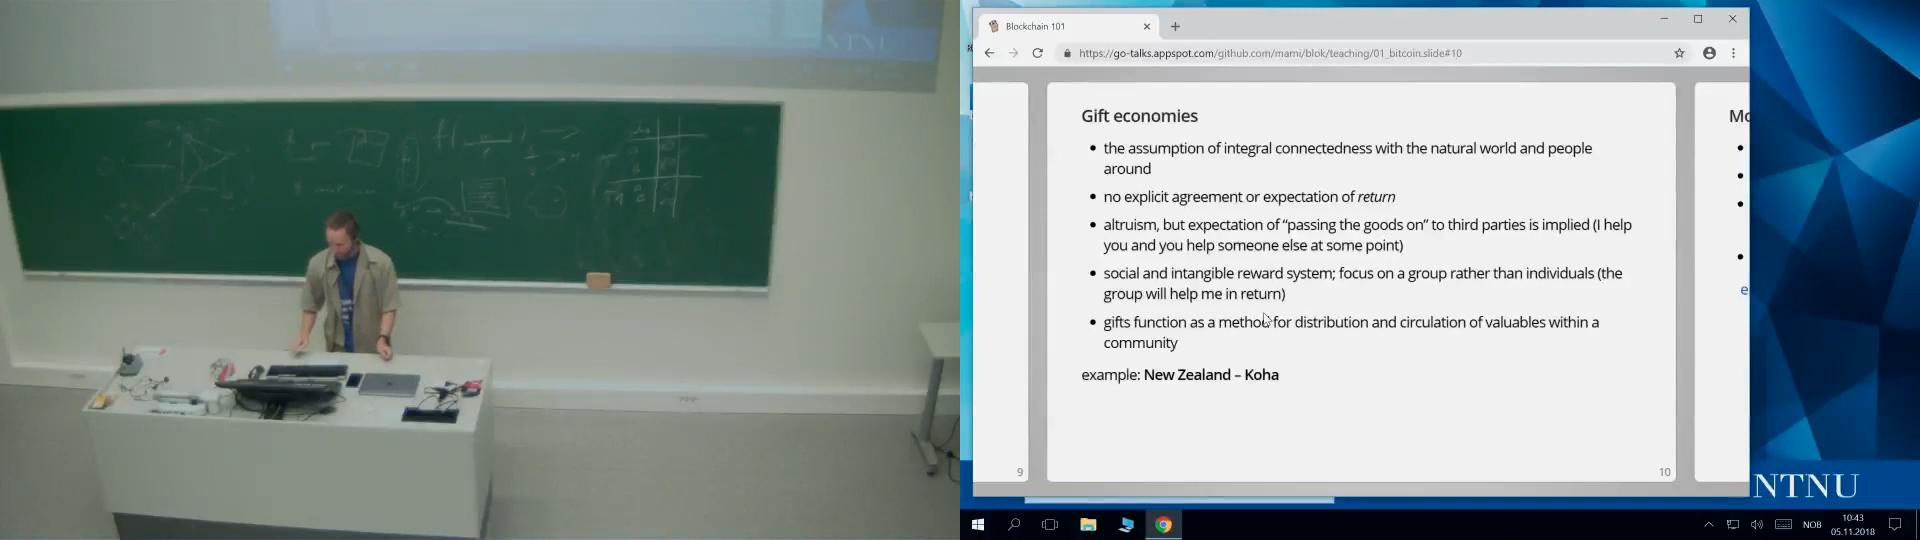 NTNU
Blockchain 101
https://go-talks.appspot.com/github.com/mami/blok/teaching/01_bitcoin.slide#10
Gift economies
• the assumption of integral connectedness with the natural world and people
around
• no explicit agreement or expectation of return
• altruism, but expectation of “passing the goods on” to third parties is implied (I help
you and you help someone else at some point)
• social and intangible reward system; focus on a group rather than individuals (the
group will help me in return)
• gifts function as a method for distribution and circulation of valuables within a
community
example: New Zealand – Koha
9
10
Mo
e
NTNU
NOB
10:43
05.11.2018